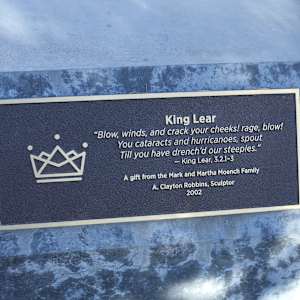 King Lear
"Blow, winds, and crack your cheeks! rage, blow!
You cataracts and hurricanoes, spout
Till you have drench'd our steeples."
— King Lear, 3.2.1–3
A gift from the Mark and Martha Moench Family
A. Clayton Robbins, Sculptor
2002